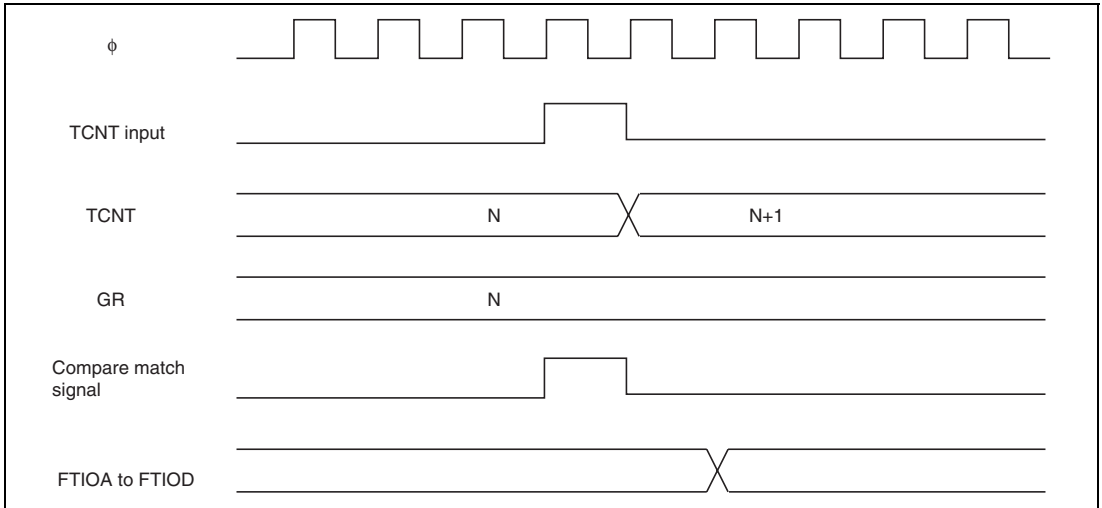 ϕ
TCNT input
TCNT
N
N+1
GR
N
Compare match
signal
FTIOA to FTIOD